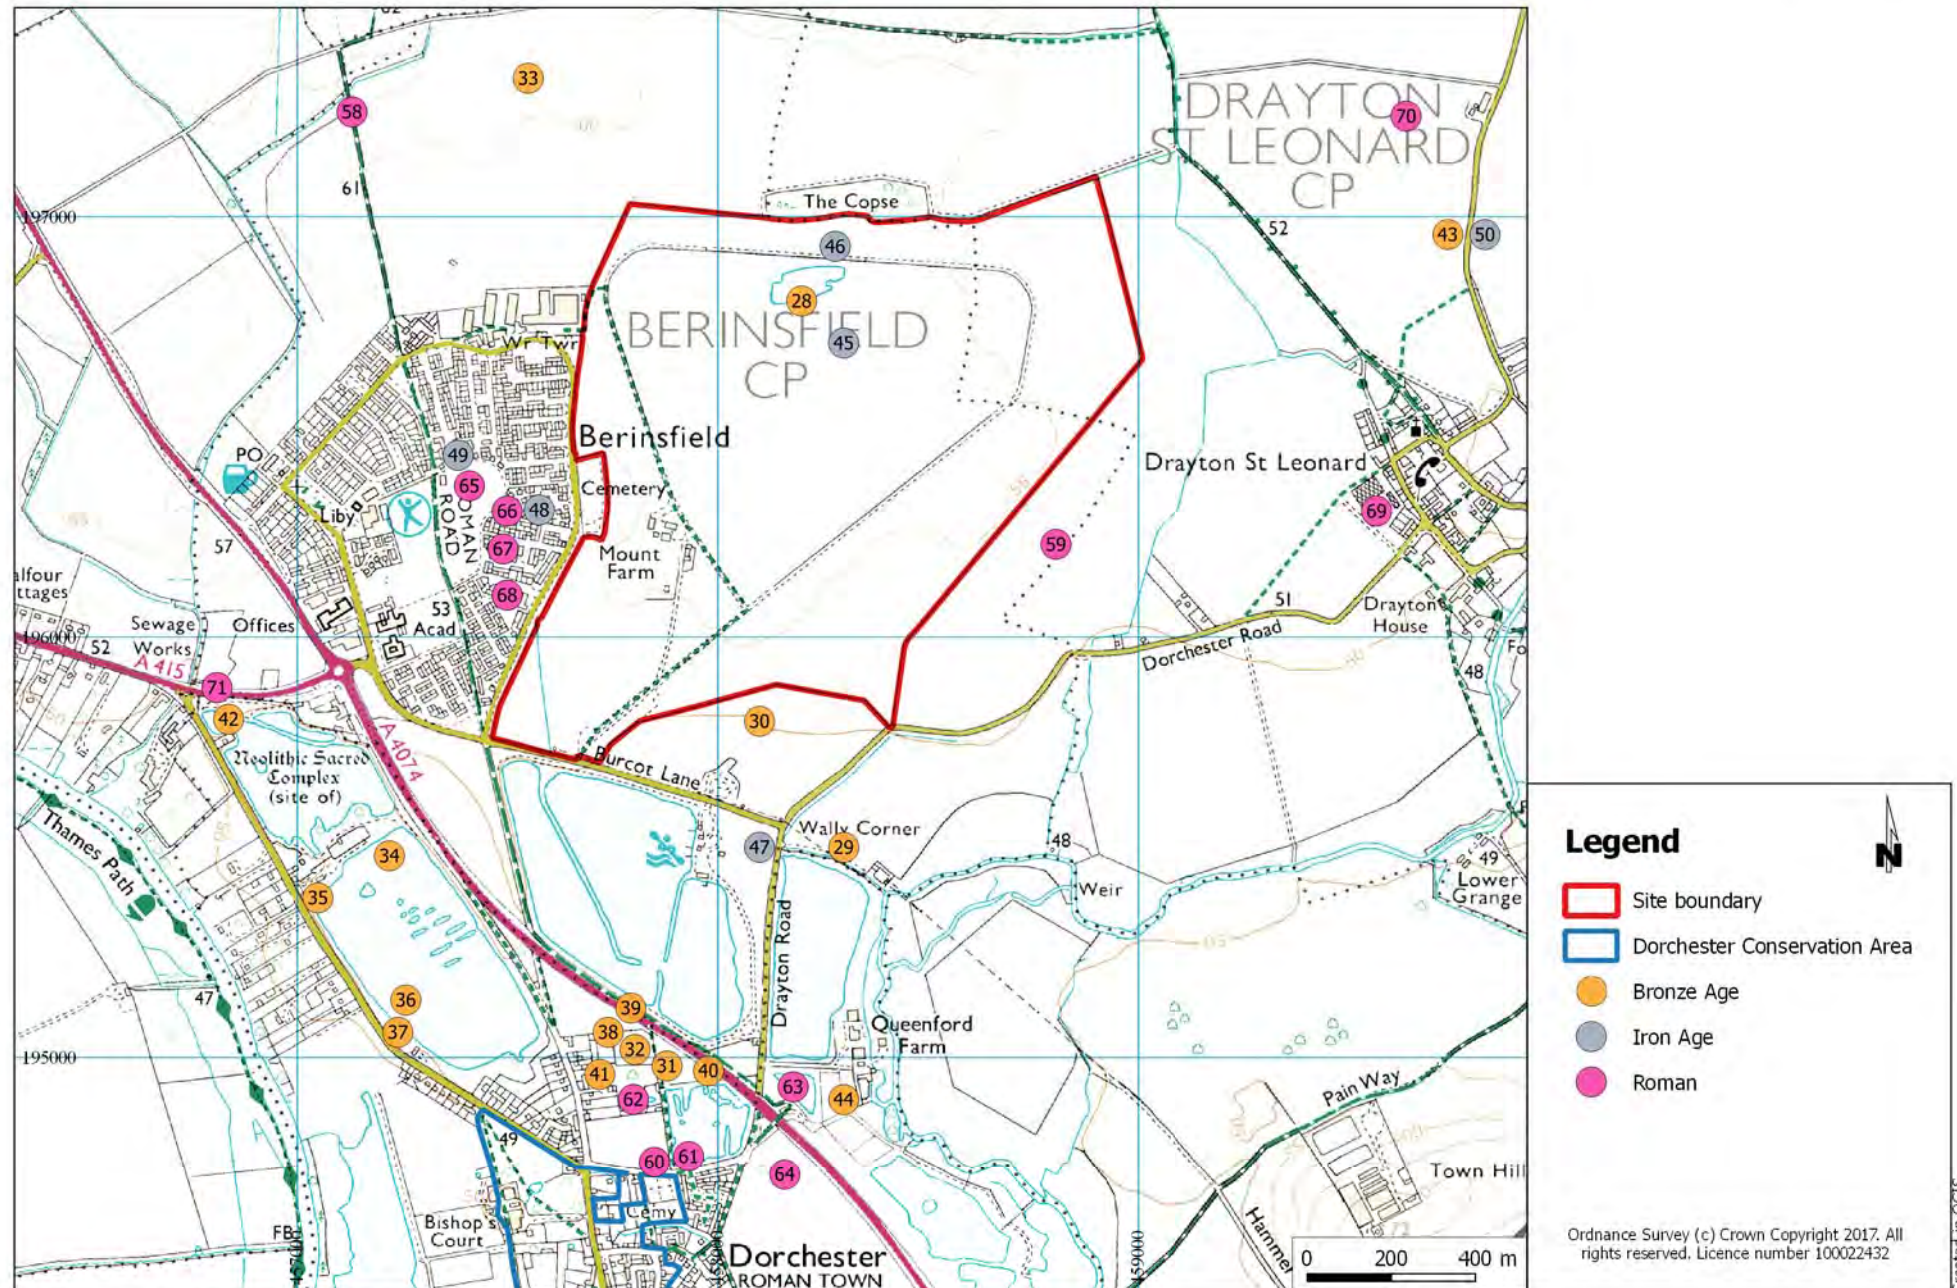 62
33
58
DRAYTON
70
ST LEONARD
CP
61
The Copse
197000
52
43
50
46
28
BERINSFIELD
45
CP
Wr Twr
Berinsfield
49
PO
65
Cemetery
Drayton St Leonard
66
48
Liby
ROMAN
ROAD
69
57
67
59
Mount
Farm
68
alfour
ttages
53
51
Drayton
House
Sewage
Works
Offices
Acad
196000
52
A 415
Dorchester Road
Fo
48
71
42
30
A 4074
Neolithic Sacred
Complex
(site of)
Burcot Lane
Thames Path
Wally Corner
47
29
48
34
49
Lower
Grange
Weir
35
Drayton Road
47
36
39
37
38
Queenford
Farm
32
195000
31
40
41
63
44
62
Pain Way
49
60
61
64
Town Hill
Bishop's
Court
Cemy
FB
Hammer
Dorchester
ROMAN TOWN
159000
Legend
N
Site boundary
Dorchester Conservation Area
Bronze Age
Iron Age
Roman
Ordnance Survey (c) Crown Copyright 2017. All
rights reserved. Licence number 100022432
0 200 400 m